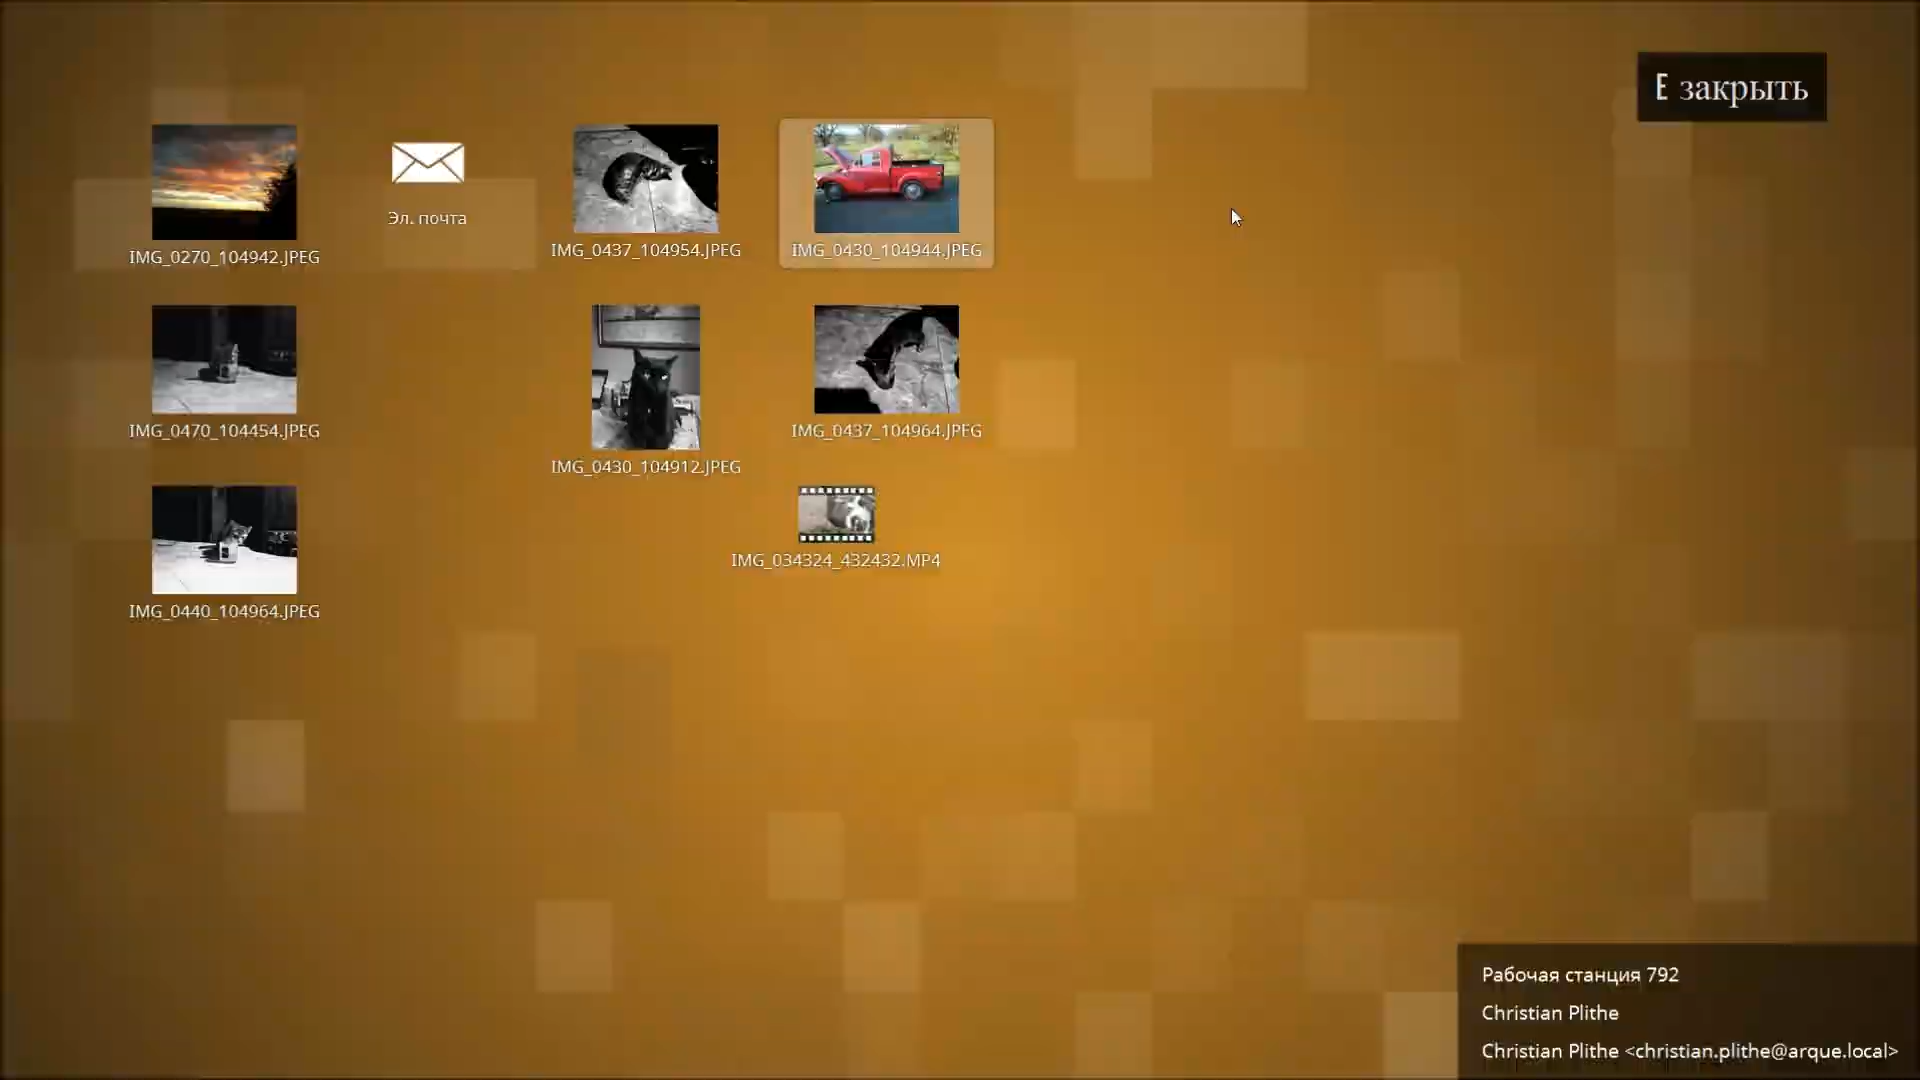 E закрыть
IMG_0270_104942.JPEG
Эл. почта
IMG_0437_104954.JPEG
IMG_0430_104944.JPEG
IMG_0470_104454.JPEG
IMG_0430_104912.JPEG
IMG_0437_104964.JPEG
IMG_034324_432432.MP4
IMG_0440_104964.JPEG
Рабочая станция 792
Christian Plithe
Christian Plithe <christian.plithe@arque.local>